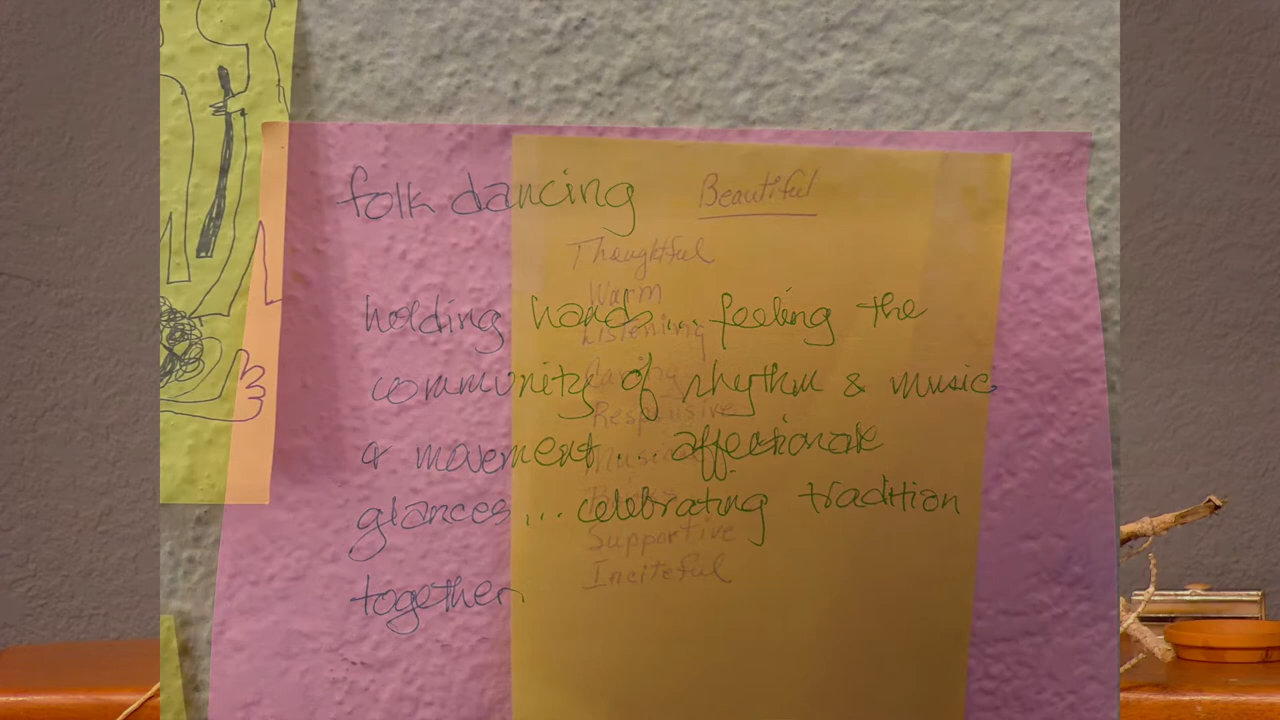 folk dancing
holding hands... feeling the
community of rhythm & music
& movement... affectionate
glances... celebrating tradition
together
Beautiful
Thoughtful
Warm
Listening
Caring
Responsive
Supportive
Inciteful